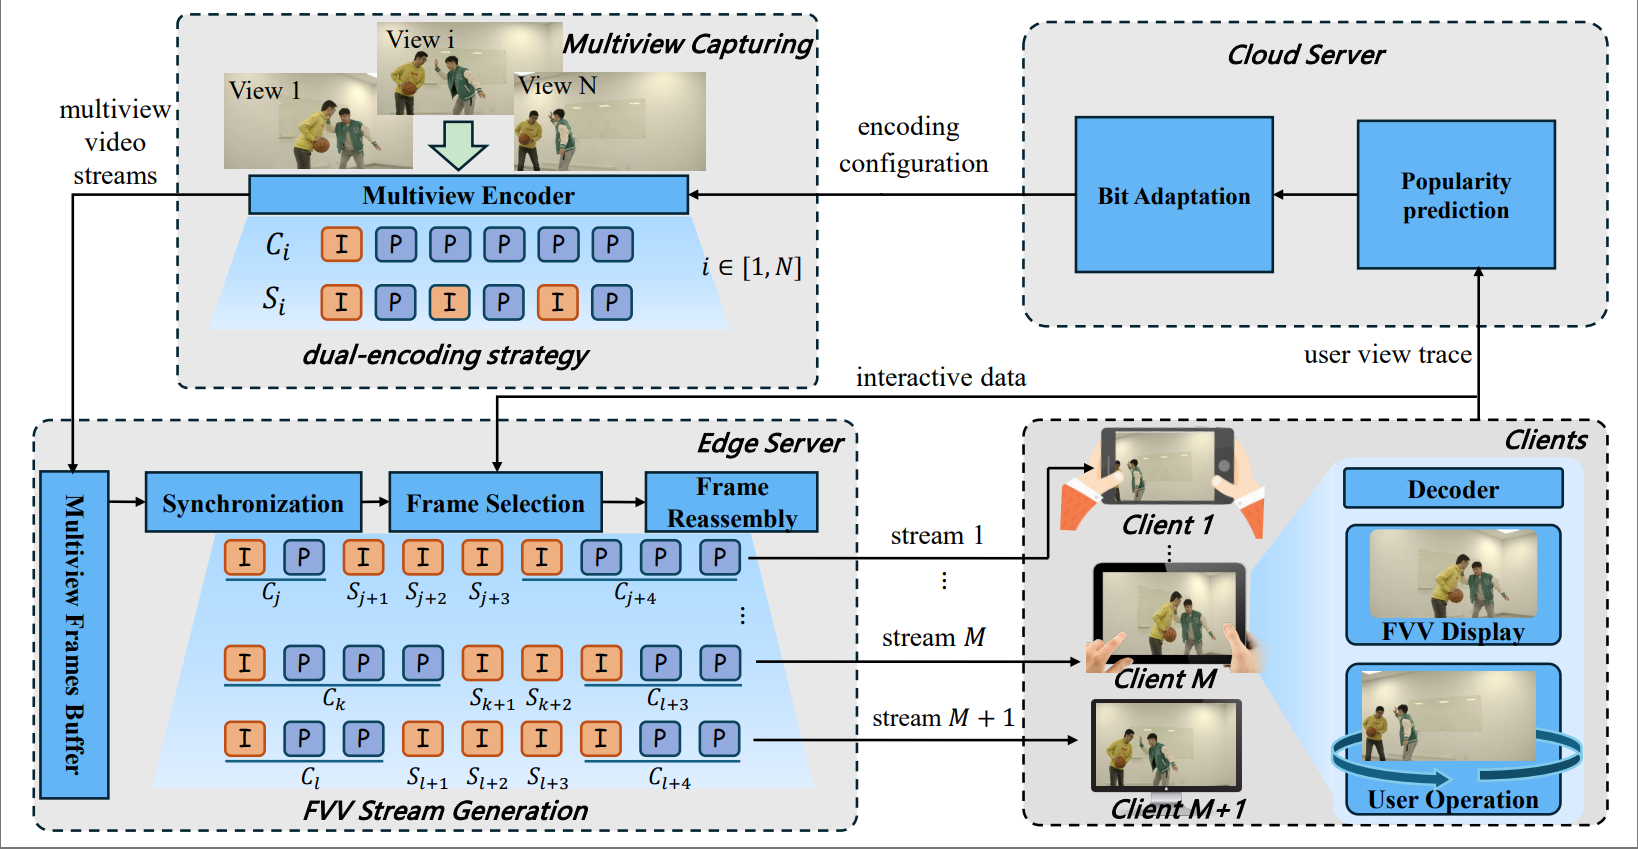 Multiview Capturing
View 1
View i
View N
multiview
video
streams
Multiview Encoder
C_i I P P P P P
i ∈ [1, N]
S_i I P I P I P
dual-encoding strategy
encoding
configuration
Cloud Server
Bit Adaptation
Popularity
prediction
user view trace
interactive data
Edge Server
Multiview Frames Buffer
Synchronization
Frame Selection
Frame
Reassembly
I P I I I I P P P
C_j S_{j+1} S_{j+2} S_{j+3} C_{j+4}
⋮
I P P P I I I P P
C_k S_{k+1} S_{k+2} C_{l+3}
I P P I I I I P P
C_l S_{l+1} S_{l+2} S_{l+3} C_{l+4}
FVV Stream Generation
stream 1
⋮
stream M
stream M + 1
Clients
Client 1
⋮
Client M
Client M+1
Decoder
FVV Display
User Operation